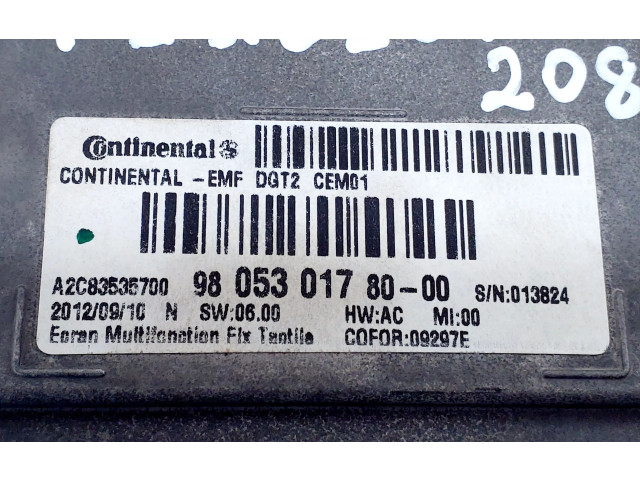 208
Continental
CONTINENTAL -EMF DGT2 CEM01
A2C83535700 98 053 017 80-00 S/N:013824
2012/09/10 N SW:06.00 HW:AC MI:00
Ecran Multifonction Fix Tactile COFOR:09297E